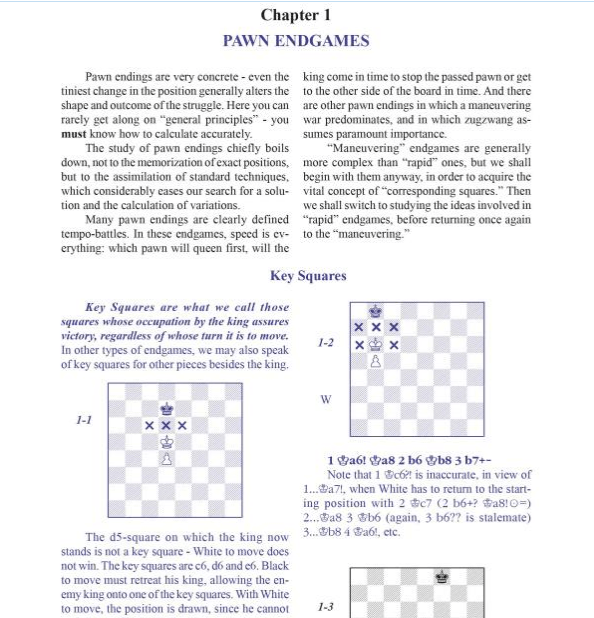 Chapter 1
PAWN ENDGAMES
Pawn endings are very concrete - even the
tiniest change in the position generally alters the
shape and outcome of the struggle. Here you can
rarely get along on “general principles” - you
must know how to calculate accurately.
The study of pawn endings chiefly boils
down, not to the memorization of exact positions,
but to the assimilation of standard techniques,
which considerably eases our search for a solu-
tion and the calculation of variations.
Many pawn endings are clearly defined
tempo-battles. In these endgames, speed is ev-
erything: which pawn will queen first, will the
king come in time to stop the passed pawn or get
to the other side of the board in time. And there
are other pawn endings in which a maneuvering
war predominates, and in which zugzwang as-
sumes paramount importance.
“Maneuvering” endgames are generally
more complex than “rapid” ones, but we shall
begin with them anyway, in order to acquire the
vital concept of “corresponding squares.” Then
we shall switch to studying the ideas involved in
“rapid” endgames, before returning once again
to the “maneuvering.”
Key Squares
Key Squares are what we call those
squares whose occupation by the king assures
victory, regardless of whose turn it is to move.
In other types of endgames, we may also speak
of key squares for other pieces besides the king.
1-1
The d5-square on which the king now
stands is not a key square - White to move does
not win. The key squares are c6, d6 and e6. Black
to move must retreat his king, allowing the en-
emy king onto one of the key squares. With White
to move, the position is drawn, since he cannot
1-2
W
1 ♔a6! ♔a8 2 b6 ♔b8 3 b7+-
Note that 1 ♔c6?! is inaccurate, in view of
1...♔a7!, when White has to return to the start-
ing position with 2 ♔c7 (2 b6+? ♔a8!⊙=)
2...♔a8 3 ♔b6 (again, 3 b6?? is stalemate)
3...♔b8 4 ♔a6!, etc.
1-3